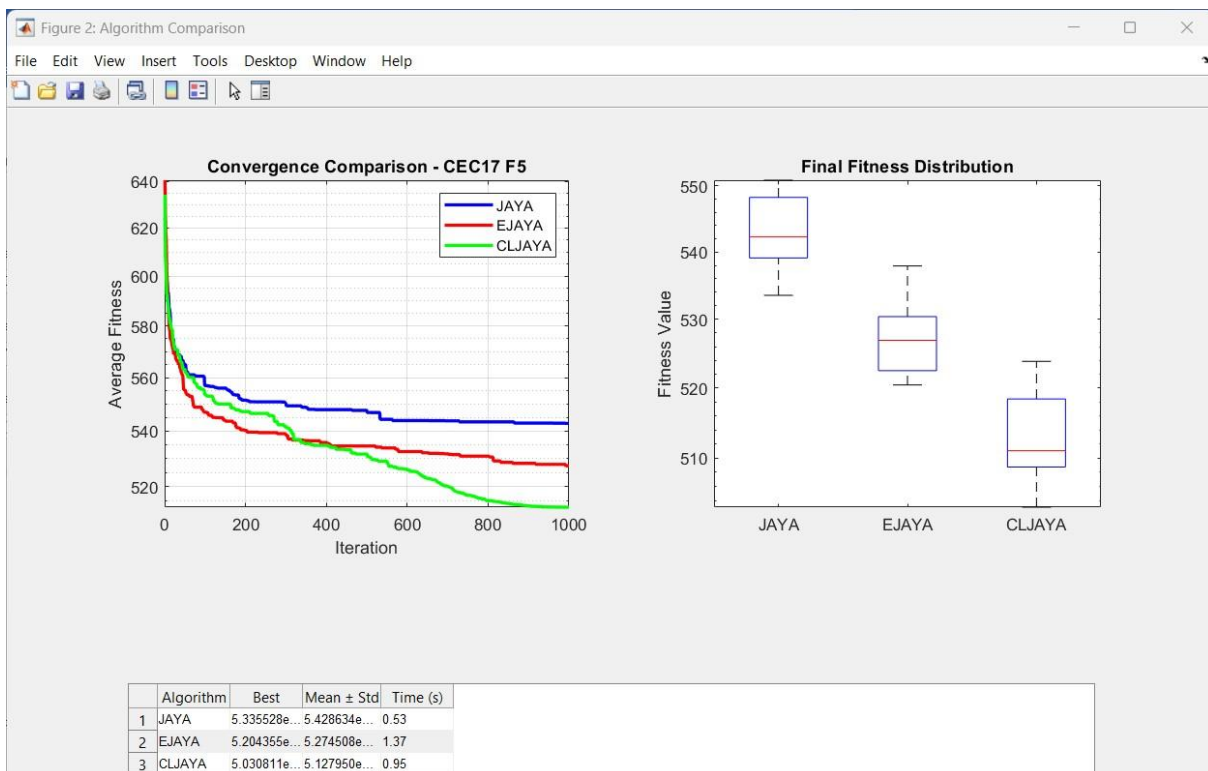 Figure 2: Algorithm Comparison
File Edit View Insert Tools Desktop Window Help
Convergence Comparison - CEC17 F5
640
620
600
580
560
540
520
Average Fitness
JAYA
EJAYA
CLJAYA
0 200 400 600 800 1000
Iteration
Final Fitness Distribution
550
540
530
520
510
Fitness Value
JAYA EJAYA CLJAYA
Algorithm Best Mean ± Std Time (s)
1 JAYA 5.335528e... 5.428634e... 0.53
2 EJAYA 5.204355e... 5.274508e... 1.37
3 CLJAYA 5.030811e... 5.127950e... 0.95